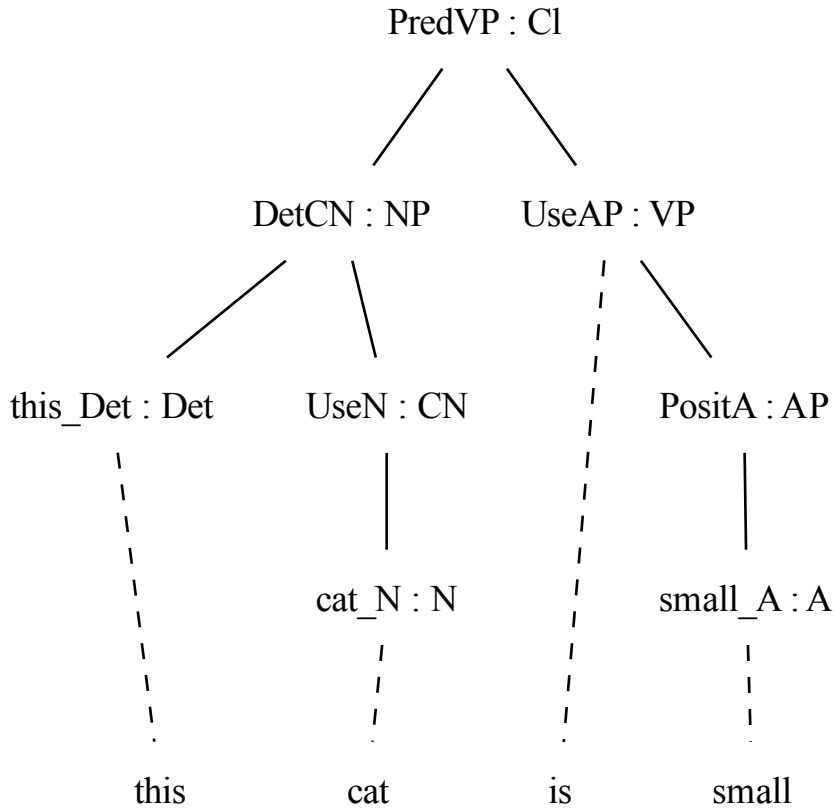 PredVP : Cl
DetCN : NP UseAP : VP
this_Det : Det UseN : CN PositA : AP
cat_N : N small_A : A
this cat is small